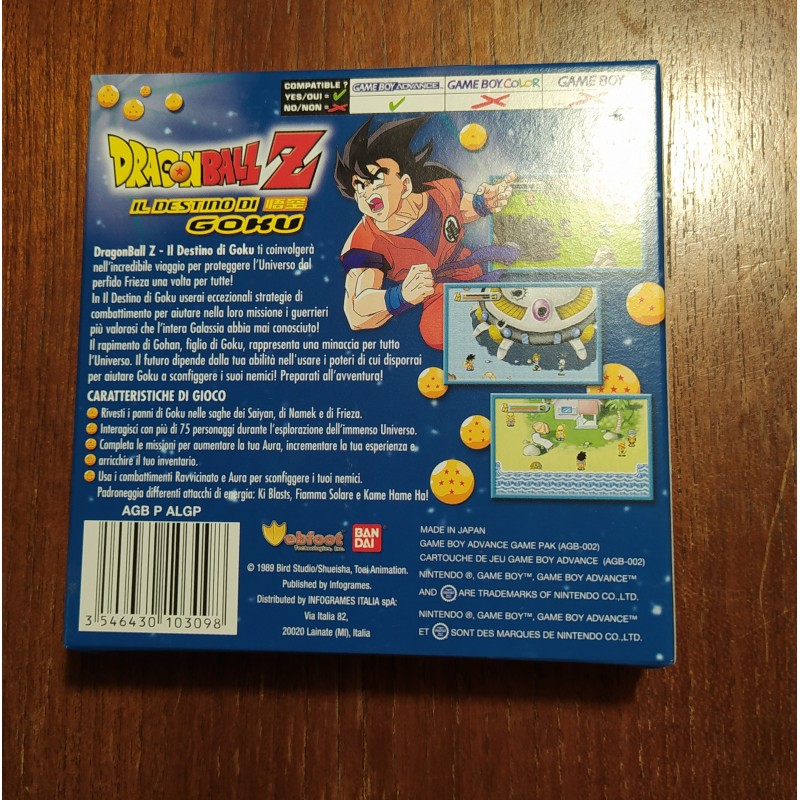 COMPATIBLE ?
YES/OUI = ✓
NO/NON = ✗
GAME BOY ADVANCE
GAME BOY COLOR
GAME BOY
DRAGON BALL Z
IL DESTINO DI 悟空
GOKU
DragonBall Z - Il Destino di Goku ti coinvolgerà
nell'incredibile viaggio per proteggere l'Universo dal
perfido Frieza una volta per tutte!
In Il Destino di Goku userai eccezionali strategie di
combattimento per aiutare nella loro missione i guerrieri
più valorosi che l'intera Galassia abbia mai conosciuto!
Il rapimento di Gohan, figlio di Goku, rappresenta una minaccia per tutto
l'Universo. Il futuro dipende dalla tua abilità nell'usare i poteri di cui disporrai
per aiutare Goku a sconfiggere i suoi nemici! Preparati all'avventura!
CARATTERISTICHE DI GIOCO
Rivesti i panni di Goku nelle saghe dei Saiyan, di Namek e di Frieza.
Interagisci con più di 75 personaggi durante l'esplorazione dell'immenso Universo.
Completa le missioni per aumentare la tua Aura, incrementare la tua esperienza e
arricchire il tuo inventario.
Usa i combattimenti Ravvicinato e Aura per sconfiggere i tuoi nemici.
Padroneggia differenti attacchi di energia: Ki Blasts, Fiamma Solare e Kame Hame Ha!
AGB P ALGP
3 546430 103098
Webfoot
Technologies, Inc.
BAN
DAI
© 1989 Bird Studio/Shueisha, Toei Animation.
Published by Infogrames.
Distributed by INFOGRAMES ITALIA spA:
Via Italia 82,
20020 Lainate (MI), Italia
MADE IN JAPAN
GAME BOY ADVANCE GAME PAK (AGB-002)
CARTOUCHE DE JEU GAME BOY ADVANCE (AGB-002)
NINTENDO ®, GAME BOY™, GAME BOY ADVANCE™
AND ARE TRADEMARKS OF NINTENDO CO.,LTD.
NINTENDO ®, GAME BOY™, GAME BOY ADVANCE™
ET SONT DES MARQUES DE NINTENDO CO.,LTD.